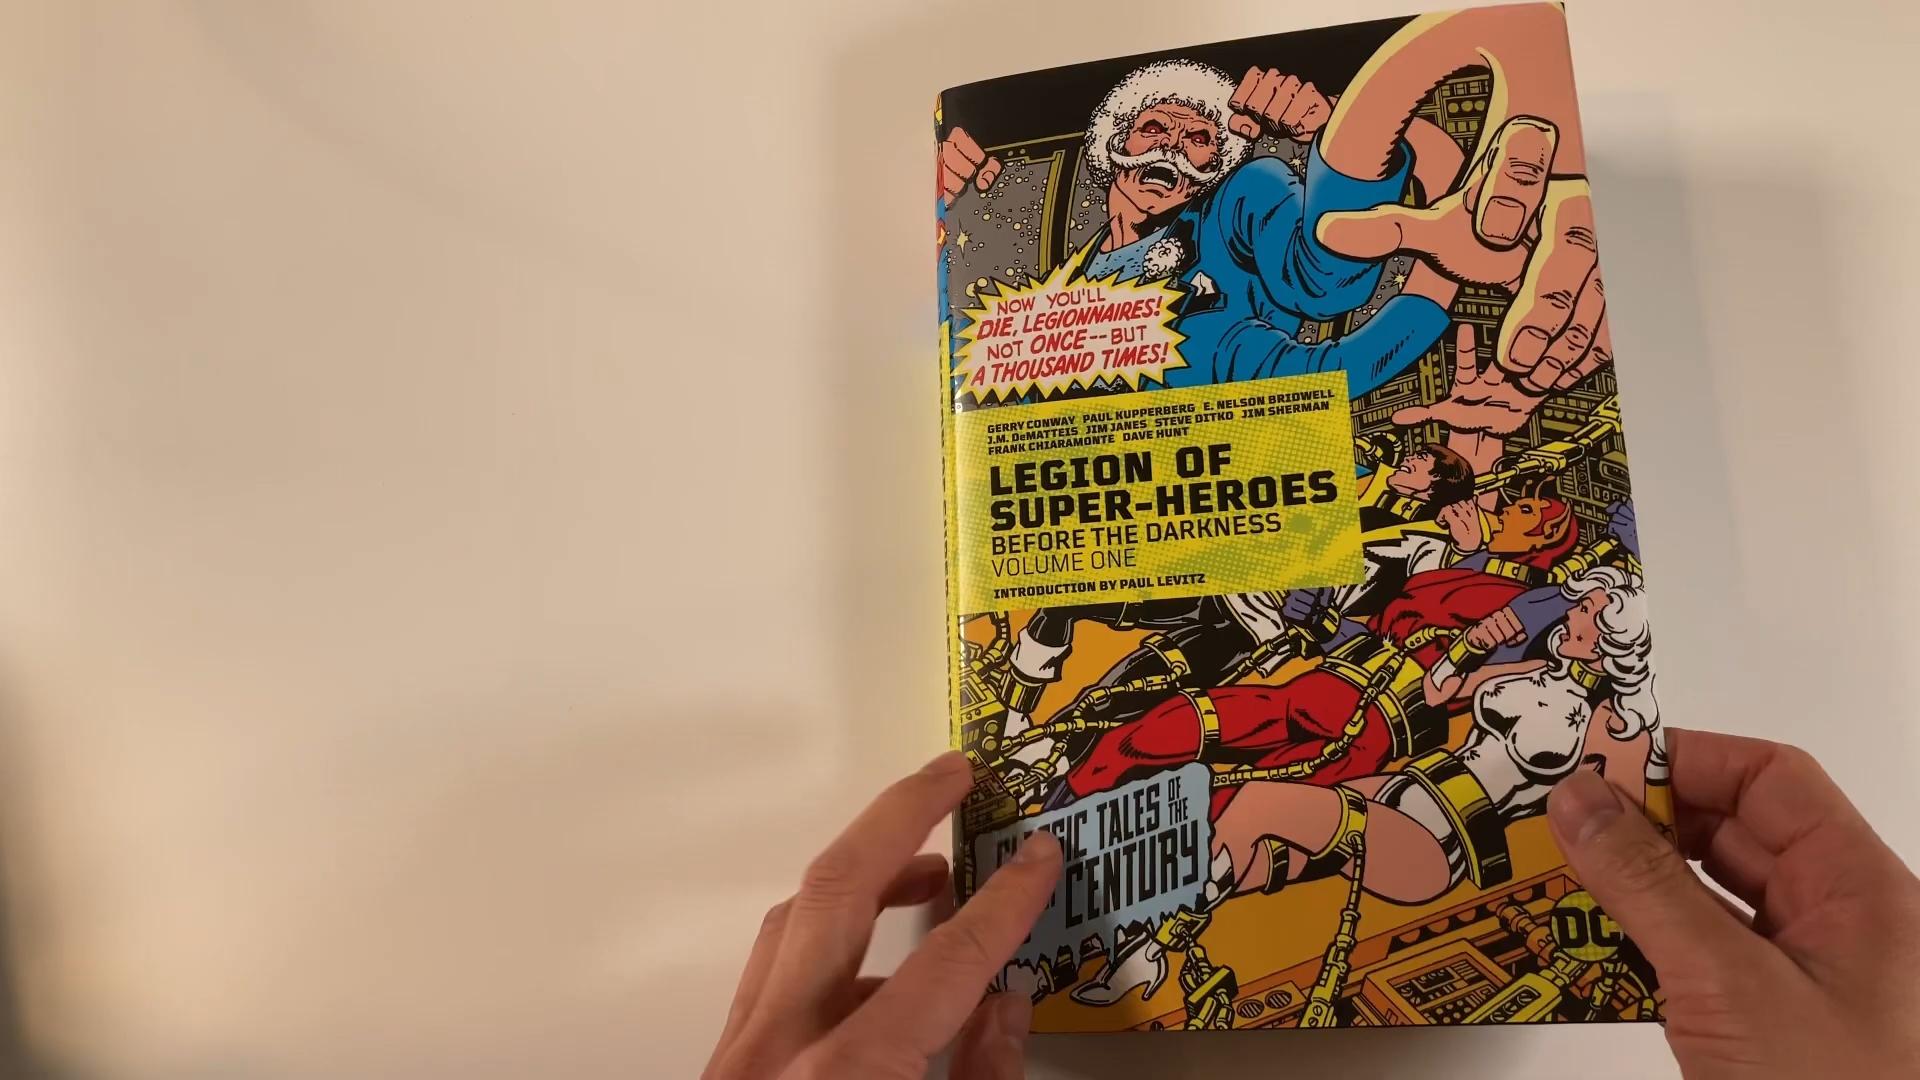 NOW YOU'LL
DIE, LEGIONNAIRES!
NOT ONCE--BUT
A THOUSAND TIMES!
GERRY CONWAY PAUL KUPPERBERG E. NELSON BRIDWELL
J.M. DeMATTEIS JIM JANES STEVE DITKO JIM SHERMAN
FRANK CHIARAMONTE DAVE HUNT
LEGION OF
SUPER-HEROES
BEFORE THE DARKNESS
VOLUME ONE
INTRODUCTION BY PAUL LEVITZ
TALES OF THE
CENTURY
DC